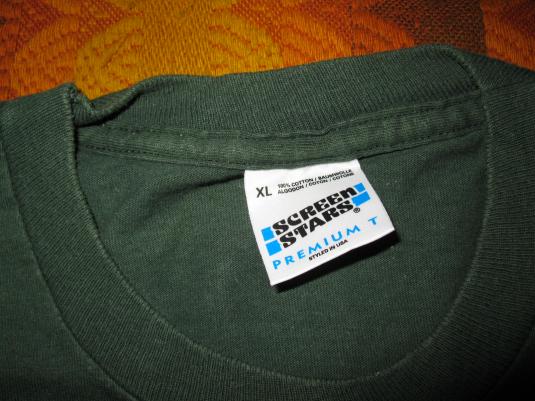 XL 100% COTTON / BAUMWOLLE
ALGODON / COTON / COTONE
SCREEN
STARS®
PREMIUM T
STYLED IN USA